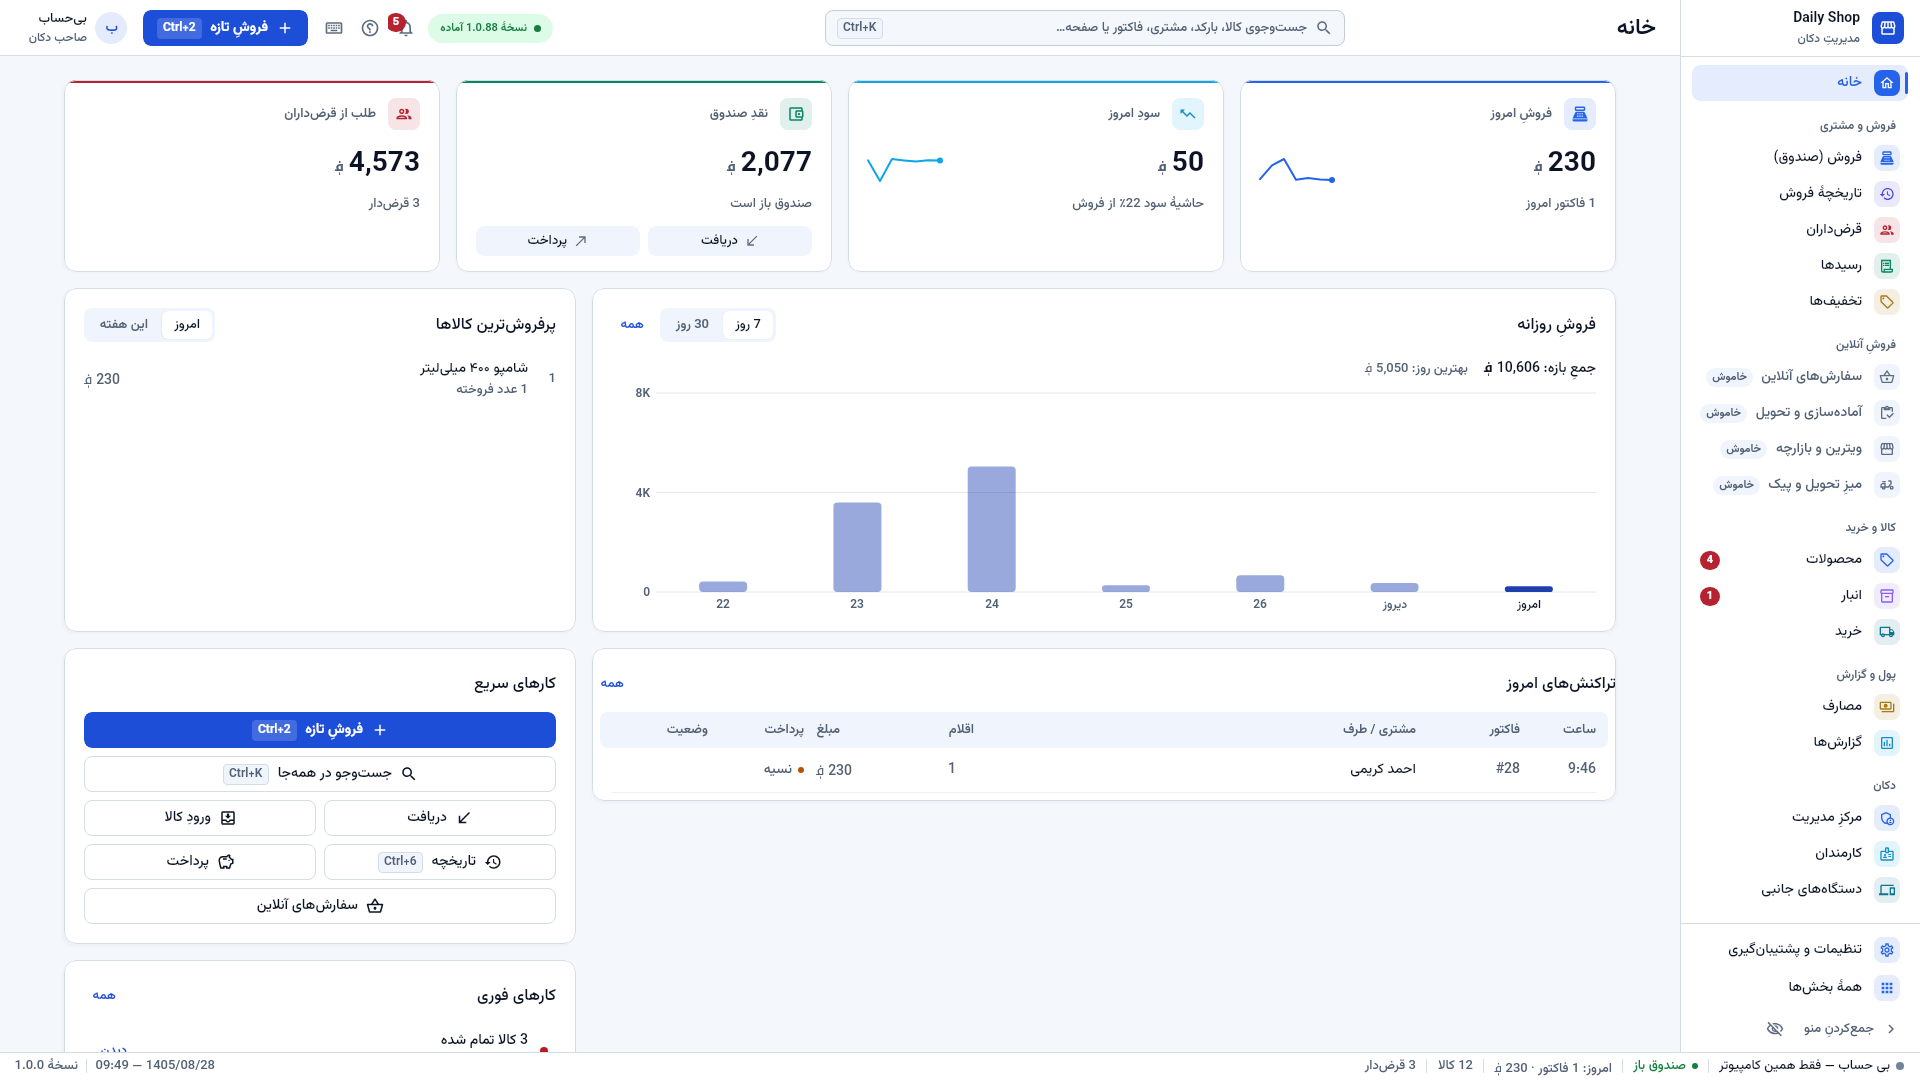 Daily Shop
مدیریتِ دکان
خانه
جست‌وجوی کالا، بارکد، مشتری، فاکتور یا صفحه…
Ctrl+K
نسخهٔ 1.0.88 آماده
5
فروشِ تازه
Ctrl+2
بی‌حساب
صاحب دکان
ب
خانه
فروش و مشتری
فروش (صندوق)
تاریخچهٔ فروش
قرض‌داران
رسیدها
تخفیف‌ها
فروشِ آنلاین
سفارش‌های آنلاین
خاموش
آماده‌سازی و تحویل
خاموش
ویترین و بازارچه
خاموش
میزِ تحویل و پیک
خاموش
کالا و خرید
محصولات
4
انبار
1
خرید
پول و گزارش
مصارف
گزارش‌ها
دکان
مرکزِ مدیریت
کارمندان
دستگاه‌های جانبی
تنظیمات و پشتیبان‌گیری
همهٔ بخش‌ها
جمع‌کردنِ منو
فروشِ امروز
230 ؋
1 فاکتور امروز
سودِ امروز
50 ؋
حاشیهٔ سود 22٪ از فروش
نقدِ صندوق
2,077 ؋
صندوق باز است
دریافت
پرداخت
طلب از قرض‌داران
4,573 ؋
3 قرض‌دار
فروشِ روزانه
7 روز
30 روز
همه
جمعِ بازه: 10,606 ؋
بهترین روز: 5,050 ؋
8K
4K
0
22
23
24
25
26
دیروز
امروز
پرفروش‌ترین کالاها
امروز
این هفته
1
شامپو ۴۰۰ میلی‌لیتر
1 عدد فروخته
230 ؋
تراکنش‌های امروز
همه
ساعت
فاکتور
مشتری / طرف
اقلام
مبلغ
پرداخت
وضعیت
9:46
#28
احمد کریمی
1
230 ؋
نسیه
کارهای سریع
فروشِ تازه
Ctrl+2
جست‌وجو در همه‌جا
Ctrl+K
دریافت
ورودِ کالا
تاریخچه
Ctrl+6
پرداخت
سفارش‌های آنلاین
کارهای فوری
همه
3 کالا تمام شده
دیدن
بی حساب — فقط همین کامپیوتر
صندوق باز
امروز: 1 فاکتور · 230 ؋
12 کالا
3 قرض‌دار
1405/08/28 — 09:49
نسخهٔ 1.0.0